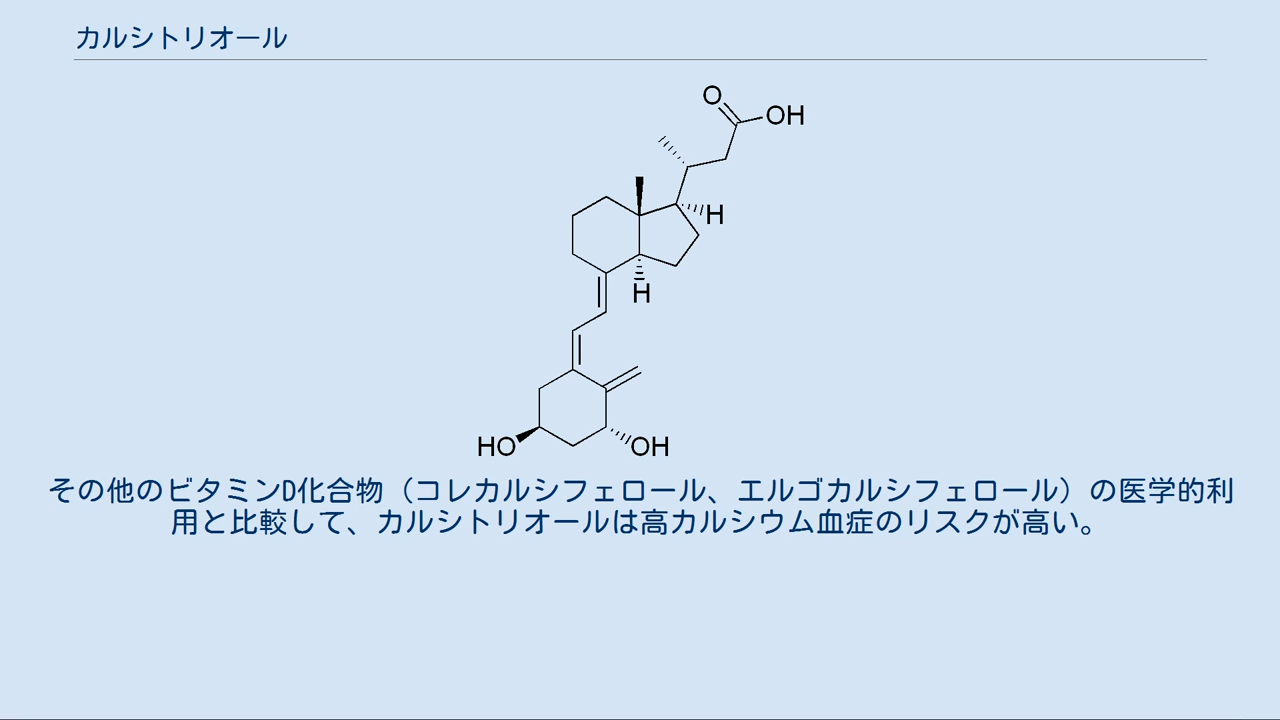 カルシトリオール
O
OH
H
H
HO
OH
その他のビタミンD化合物（コレカルシフェロール、エルゴカルシフェロール）の医学的利
用と比較して、カルシトリオールは高カルシウム血症のリスクが高い。